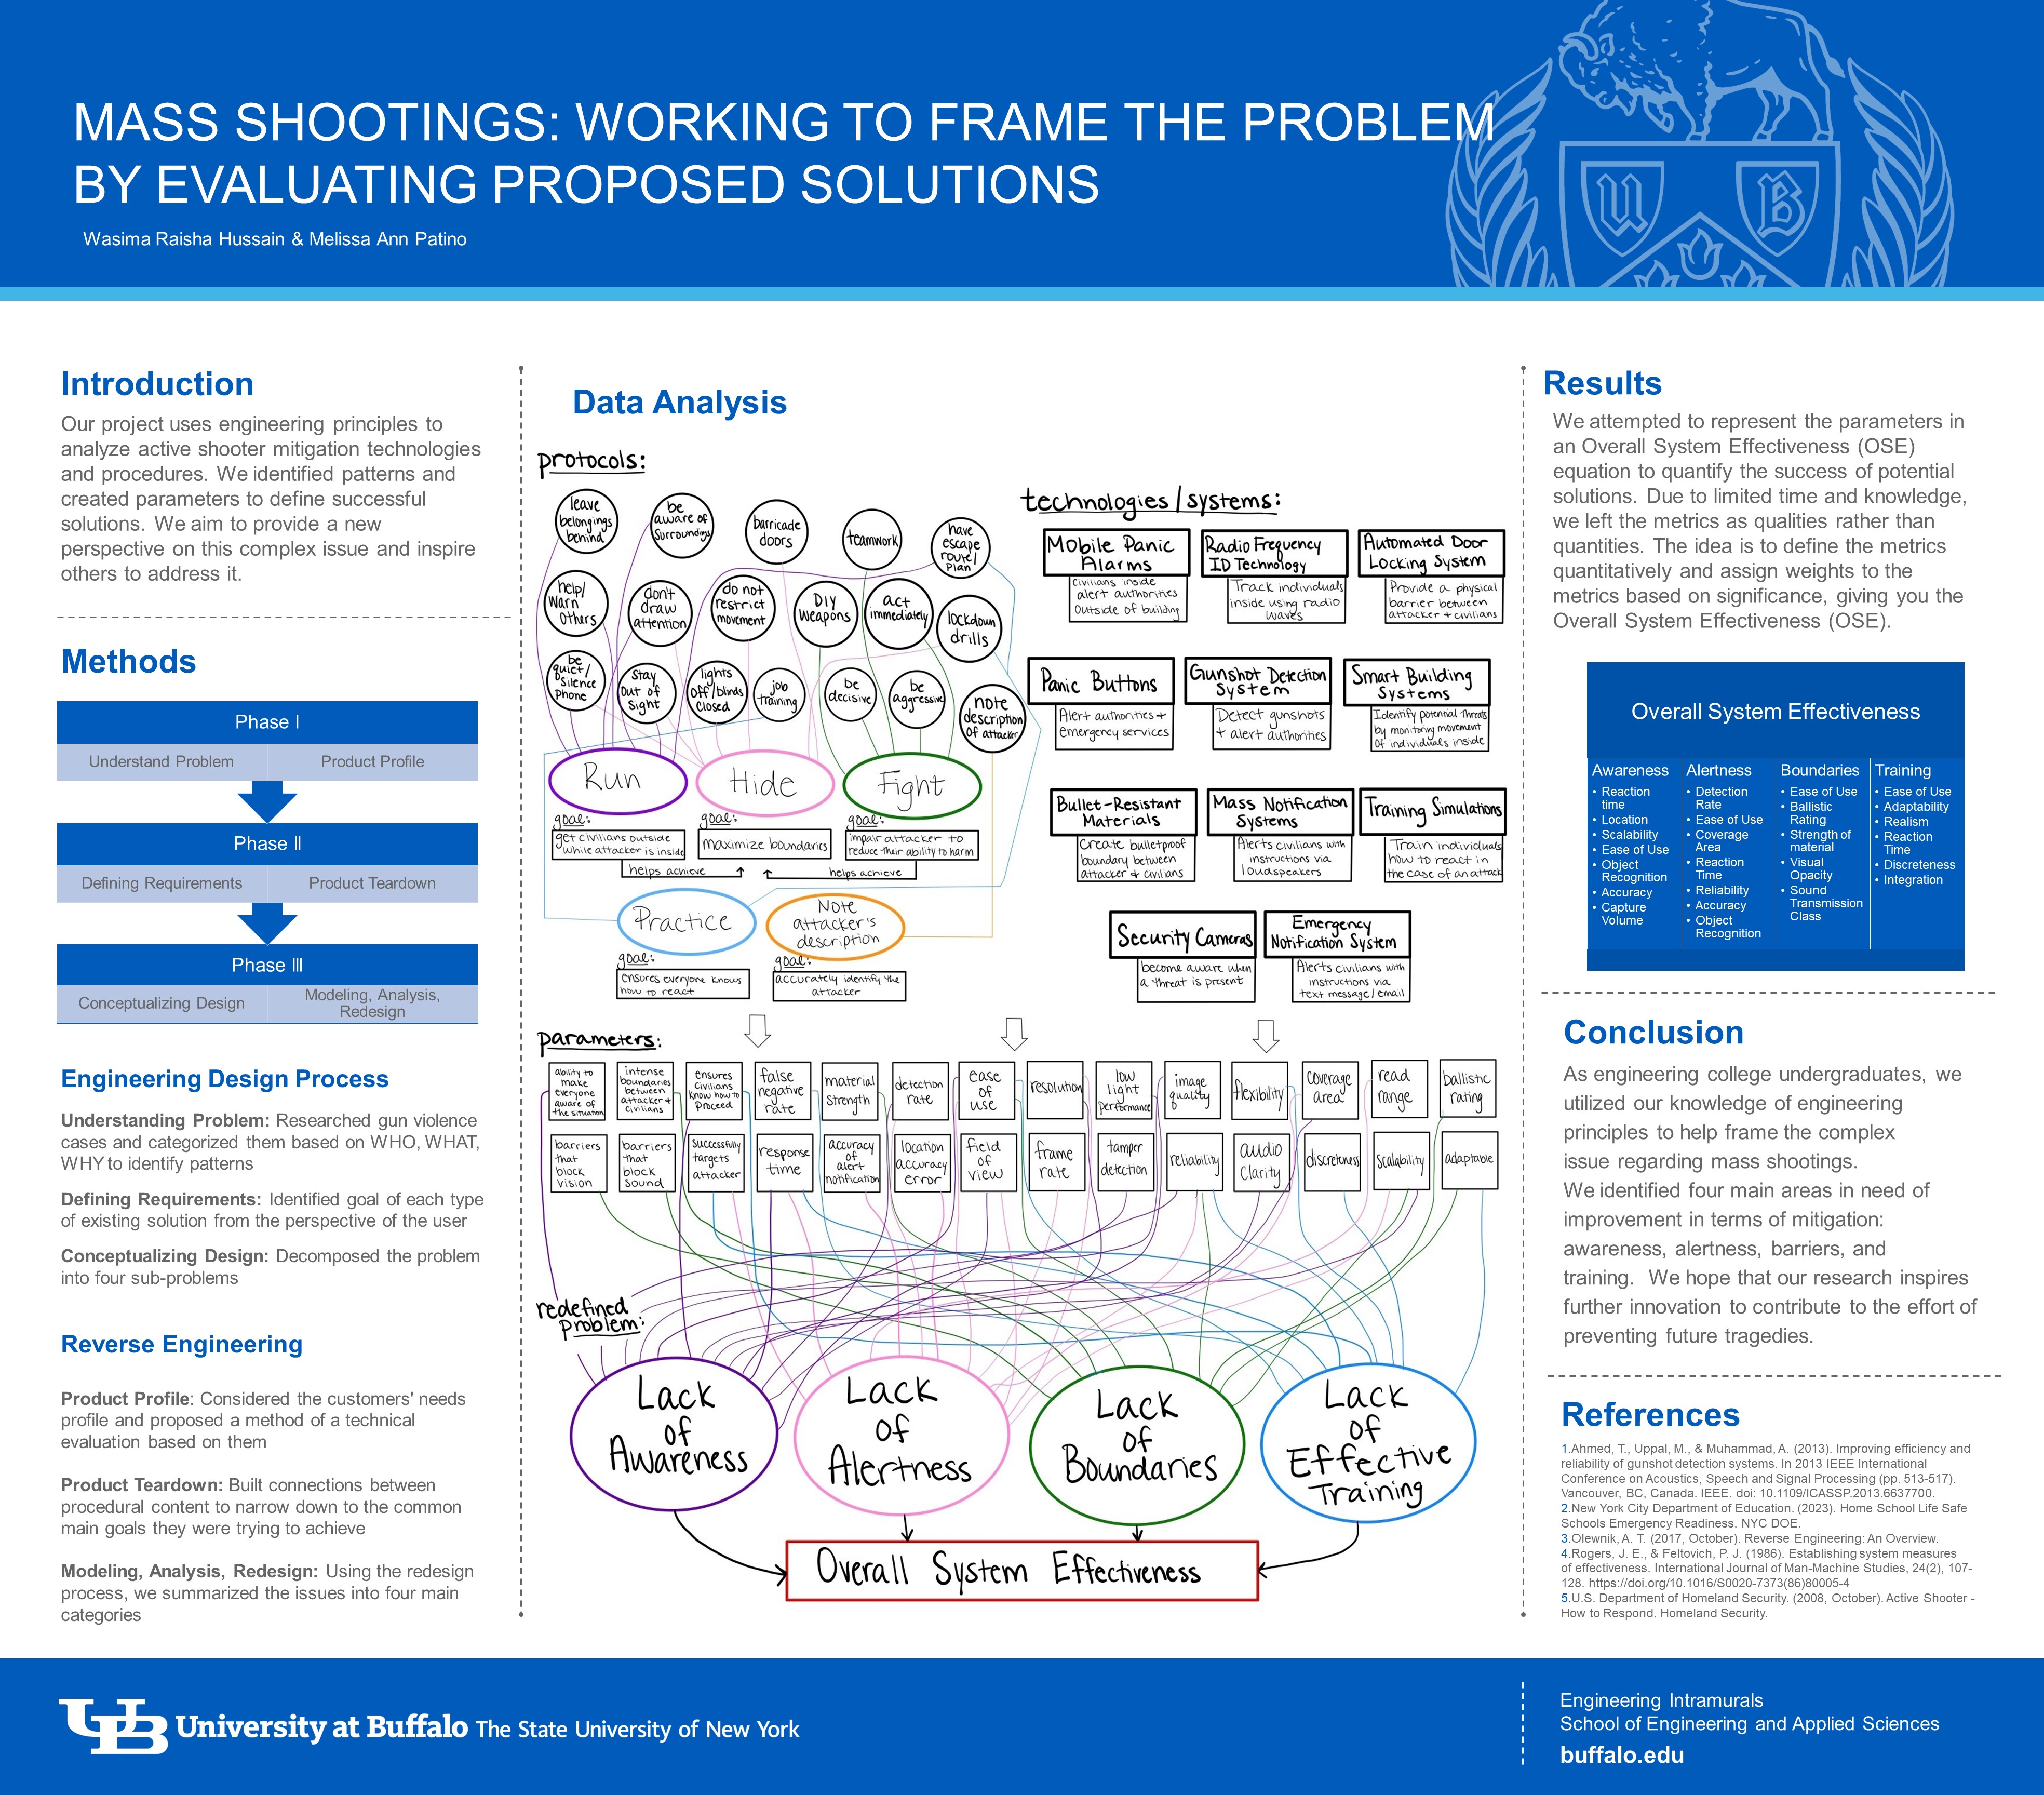 MASS SHOOTINGS: WORKING TO FRAME THE PROBLEM
BY EVALUATING PROPOSED SOLUTIONS
Wasima Raisha Hussain & Melissa Ann Patino
U B
Introduction
Our project uses engineering principles to
analyze active shooter mitigation technologies
and procedures. We identified patterns and
created parameters to define successful
solutions. We aim to provide a new
perspective on this complex issue and inspire
others to address it.
Methods
Phase I
Understand Problem
Product Profile
Phase II
Defining Requirements
Product Teardown
Phase III
Conceptualizing Design
Modeling, Analysis,
Redesign
Engineering Design Process
Understanding Problem: Researched gun violence
cases and categorized them based on WHO, WHAT,
WHY to identify patterns
Defining Requirements: Identified goal of each type
of existing solution from the perspective of the user
Conceptualizing Design: Decomposed the problem
into four sub-problems
Reverse Engineering
Product Profile: Considered the customers' needs
profile and proposed a method of a technical
evaluation based on them
Product Teardown: Built connections between
procedural content to narrow down to the common
main goals they were trying to achieve
Modeling, Analysis, Redesign: Using the redesign
process, we summarized the issues into four main
categories
Data Analysis
protocols:
leave
belongings
behind
be
aware of
surroundings
barricade
doors
teamwork
have
escape
route/
plan
help/
warn
others
don't
draw
attention
do not
restrict
movement
DIY
weapons
act
immediately
lockdown
drills
be
quiet/
silence
phone
stay
out of
sight
lights
off/blinds
closed
job
training
be
decisive
be
aggressive
note
description
of attacker
Run
Hide
Fight
goal:
get civilians outside
while attacker is inside
goal:
maximize boundaries
goal:
impair attacker to
reduce their ability to harm
helps achieve
helps achieve
Practice
Note
attacker's
description
goal:
ensures everyone knows
how to react
goal:
accurately identify the
attacker
technologies/systems:
Mobile Panic
Alarms
Civilians inside
alert authorities
outside of building
Radio Frequency
ID Technology
Track individuals
inside using radio
waves
Automated Door
Locking System
Provide a physical
barrier between
attacker + civilians
Panic Buttons
Alert authorities +
emergency services
Gunshot Detection
System
Detect gunshots
+ alert authorities
Smart Building
Systems
Identify potential threats
by monitoring movement
of individuals inside
Bullet-Resistant
Materials
Create bulletproof
boundary between
attacker & civilians
Mass Notification
Systems
Alerts civilians with
instructions via
loudspeakers
Training Simulations
Train individuals
how to react in
the case of an attack
Security Cameras
become aware when
a threat is present
Emergency
Notification System
Alerts civilians with
instructions via
text message/email
parameters:
ability to
make
everyone
aware of
the situation
intense
boundaries
between
attacker +
civilians
ensures
civilians
know how to
proceed
false
negative
rate
material
strength
detection
rate
ease
of
use
resolution
low
light
performance
image
quality
flexibility
coverage
area
read
range
ballistic
rating
barriers
that
block
vision
barriers
that
block
sound
successfully
targets
attacker
response
time
accuracy
of
alert
notification
location
accuracy
error
field
of
view
frame
rate
tamper
detection
reliability
audio
clarity
discreteness
scalability
adaptable
redefined
problem:
Lack
of
Awareness
Lack
of
Alertness
Lack
of
Boundaries
Lack
of
Effective
Training
Overall System Effectiveness
Results
We attempted to represent the parameters in
an Overall System Effectiveness (OSE)
equation to quantify the success of potential
solutions. Due to limited time and knowledge,
we left the metrics as qualities rather than
quantities. The idea is to define the metrics
quantitatively and assign weights to the
metrics based on significance, giving you the
Overall System Effectiveness (OSE).
Overall System Effectiveness
Awareness
• Reaction
time
• Location
• Scalability
• Ease of Use
• Object
Recognition
• Accuracy
• Capture
Volume
Alertness
• Detection
Rate
• Ease of Use
• Coverage
Area
• Reaction
Time
• Reliability
• Accuracy
• Object
Recognition
Boundaries
• Ease of Use
• Ballistic
Rating
• Strength of
material
• Visual
Opacity
• Sound
Transmission
Class
Training
• Ease of Use
• Adaptability
• Realism
• Reaction
Time
• Discreteness
• Integration
Conclusion
As engineering college undergraduates, we
utilized our knowledge of engineering
principles to help frame the complex
issue regarding mass shootings.
We identified four main areas in need of
improvement in terms of mitigation:
awareness, alertness, barriers, and
training. We hope that our research inspires
further innovation to contribute to the effort of
preventing future tragedies.
References
1.Ahmed, T., Uppal, M., & Muhammad, A. (2013). Improving efficiency and
reliability of gunshot detection systems. In 2013 IEEE International
Conference on Acoustics, Speech and Signal Processing (pp. 513-517).
Vancouver, BC, Canada. IEEE. doi: 10.1109/ICASSP.2013.6637700.
2.New York City Department of Education. (2023). Home School Life Safe
Schools Emergency Readiness. NYC DOE.
3.Olewnik, A. T. (2017, October). Reverse Engineering: An Overview.
4.Rogers, J. E., & Feltovich, P. J. (1986). Establishing system measures
of effectiveness. International Journal of Man-Machine Studies, 24(2), 107-
128. https://doi.org/10.1016/S0020-7373(86)80005-4
5.U.S. Department of Homeland Security. (2008, October). Active Shooter -
How to Respond. Homeland Security.
UB University at Buffalo The State University of New York
Engineering Intramurals
School of Engineering and Applied Sciences
buffalo.edu